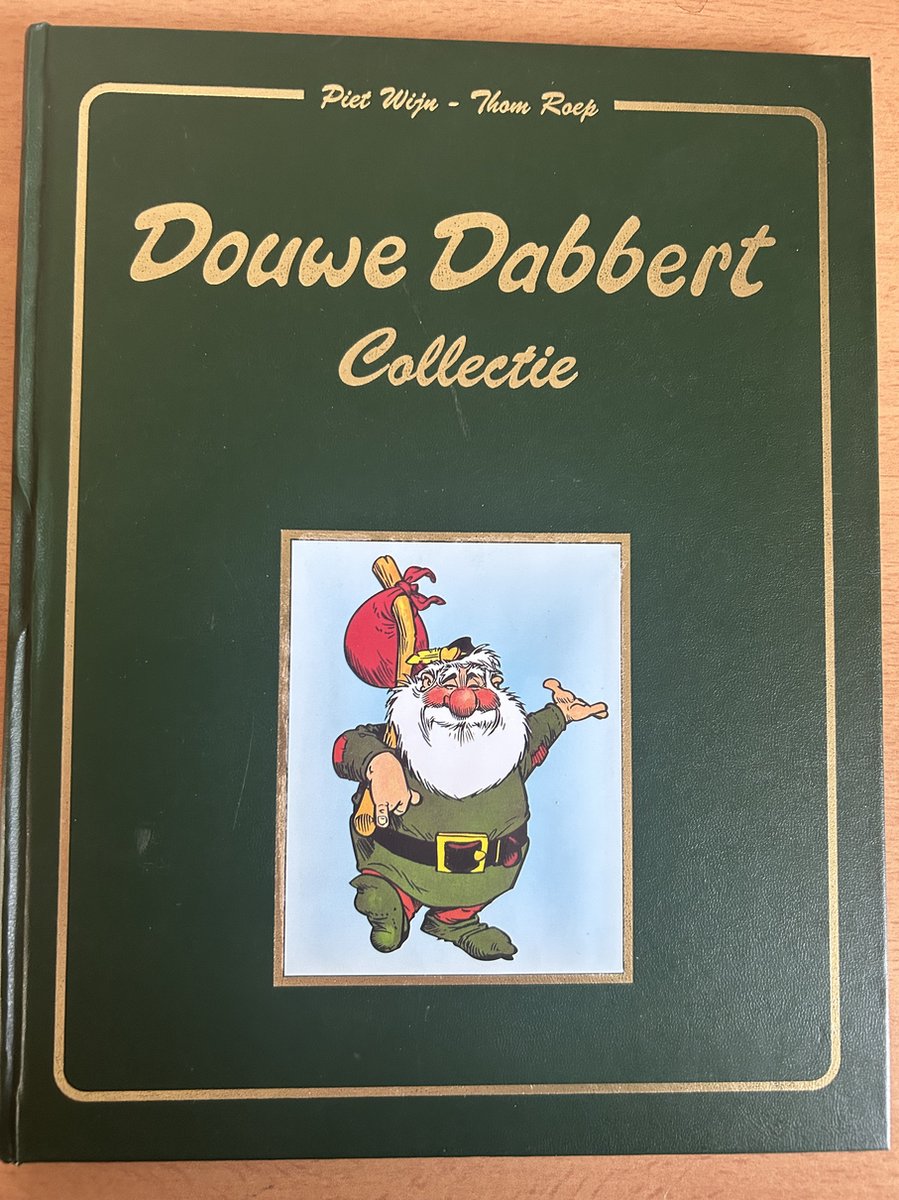 Piet Wijn - Thom Roep
Douwe Dabbert
Collectie